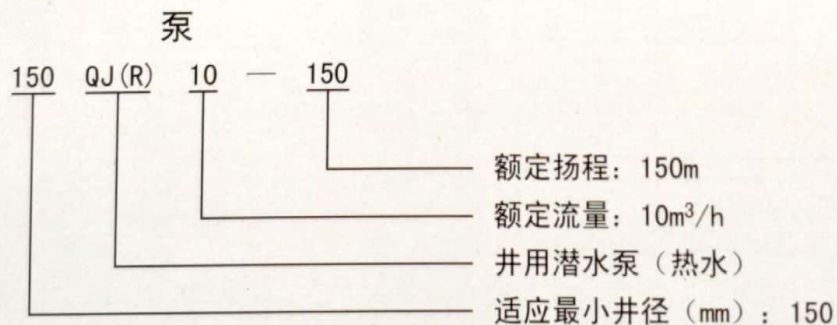 泵
150 QJ(R) 10 — 150
额定扬程：150m
额定流量：10m³/h
井用潜水泵（热水）
适应最小井径（mm）：150